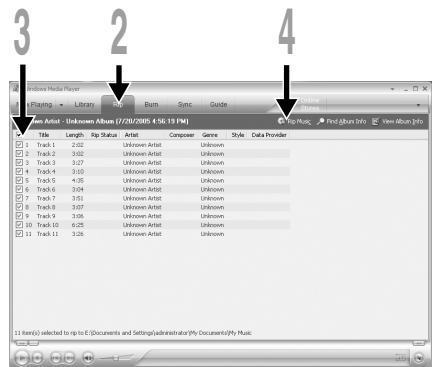 3 2 4
Windows Media Player
Playing Library Rip Burn Sync Guide Online Stores
Artist - Unknown Album (7/20/2005 4:56:19 PM) Rip Music Find Album Info View Album Info
Title Length Rip Status Artist Composer Genre Style Data Provider
1 Track 1 2:02 Unknown Artist Unknown
2 Track 2 3:02 Unknown Artist Unknown
3 Track 3 3:27 Unknown Artist Unknown
4 Track 4 3:10 Unknown Artist Unknown
5 Track 5 4:35 Unknown Artist Unknown
6 Track 6 3:04 Unknown Artist Unknown
7 Track 7 3:51 Unknown Artist Unknown
8 Track 8 3:07 Unknown Artist Unknown
9 Track 9 3:06 Unknown Artist Unknown
10 Track 10 6:25 Unknown Artist Unknown
11 Track 11 3:26 Unknown Artist Unknown
11 item(s) selected to rip to E:\Documents and Settings\administrator\My Documents\My Music